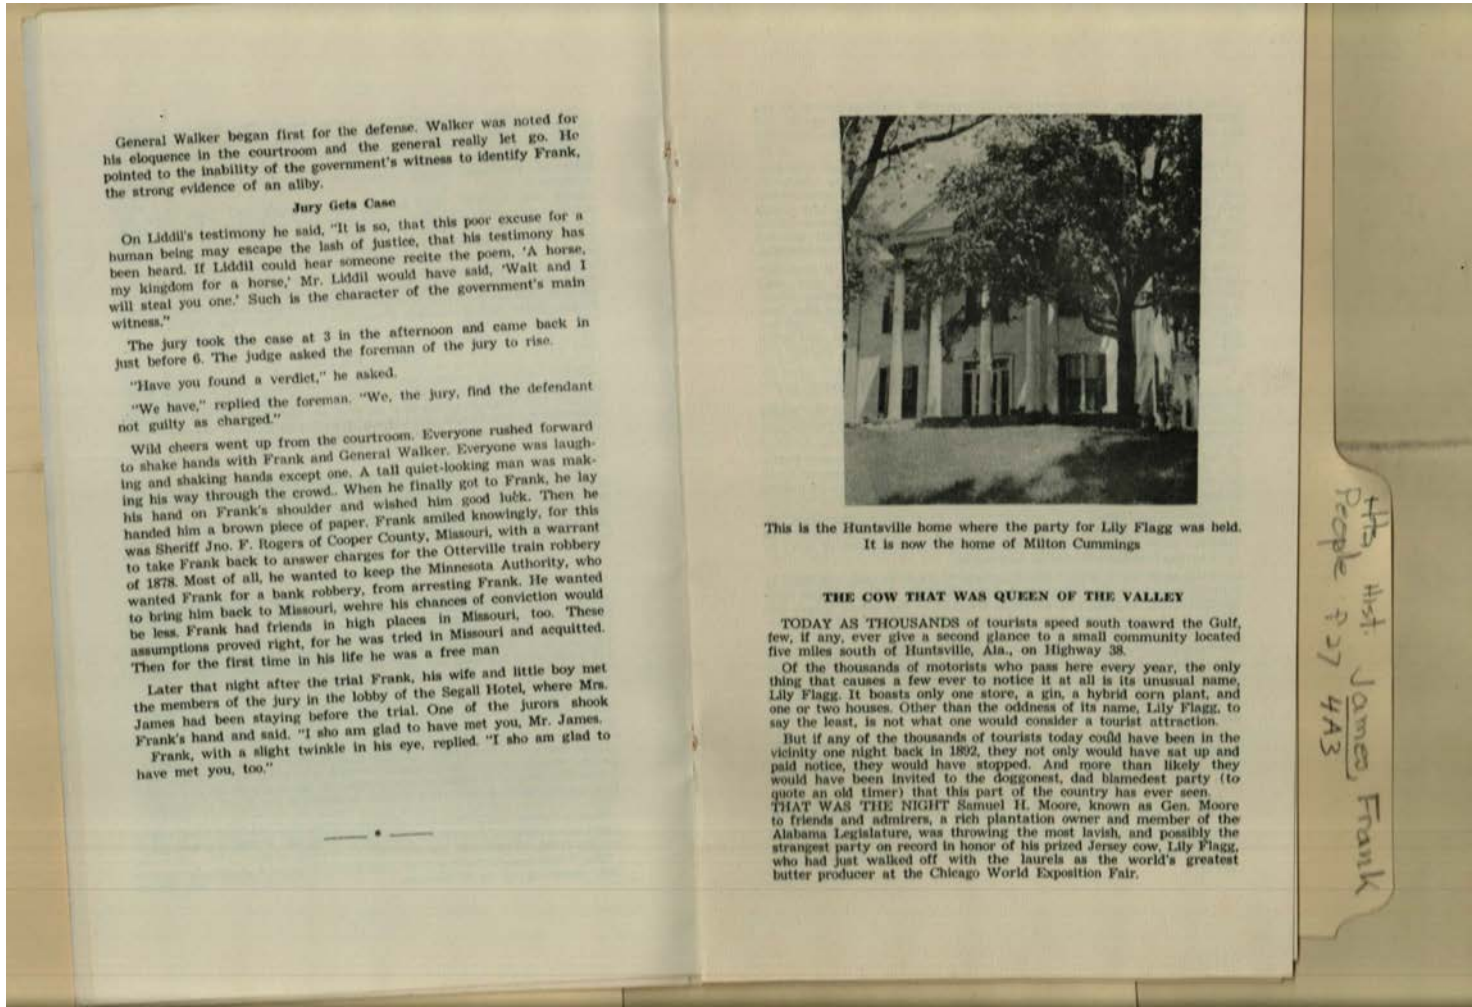 General Walker began first for the defense. Walker was noted for
his eloquence in the courtroom and the general really let go. He
pointed to the inability of the government's witness to identify Frank,
the strong evidence of an aliby.
Jury Gets Case
On Liddil's testimony he said, "It is so, that this poor excuse for a
human being may escape the lash of justice, that his testimony has
been heard. If Liddil could hear someone recite the poem, 'A horse,
my kingdom for a horse,' Mr. Liddil would have said, 'Wait and I
will steal you one.' Such is the character of the government's main
witness."
The jury took the case at 3 in the afternoon and came back in
just before 6. The judge asked the foreman of the jury to rise.
"Have you found a verdict," he asked.
"We have," replied the foreman. "We, the jury, find the defendant
not guilty as charged."
Wild cheers went up from the courtroom. Everyone rushed forward
to shake hands with Frank and General Walker. Everyone was laugh-
ing and shaking hands except one. A tall quiet-looking man was mak-
ing his way through the crowd.. When he finally got to Frank, he lay
his hand on Frank's shoulder and wished him good luck. Then he
handed him a brown piece of paper. Frank smiled knowingly, for this
was Sheriff Jno. F. Rogers of Cooper County, Missouri, with a warrant
to take Frank back to answer charges for the Otterville train robbery
of 1878. Most of all, he wanted to keep the Minnesota Authority, who
wanted Frank for a bank robbery, from arresting Frank. He wanted
to bring him back to Missouri, wehre his chances of conviction would
be less. Frank had friends in high places in Missouri, too. These
assumptions proved right, for he was tried in Missouri and acquitted.
Then for the first time in his life he was a free man
Later that night after the trial Frank, his wife and little boy met
the members of the jury in the lobby of the Segall Hotel, where Mrs.
James had been staying before the trial. One of the jurors shook
Frank's hand and said. "I sho am glad to have met you, Mr. James.
Frank, with a slight twinkle in his eye, replied. "I sho am glad to
have met you, too."
This is the Huntsville home where the party for Lily Flagg was held.
It is now the home of Milton Cummings
THE COW THAT WAS QUEEN OF THE VALLEY
TODAY AS THOUSANDS of tourists speed south toawrd the Gulf,
few, if any, ever give a second glance to a small community located
five miles south of Huntsville, Ala., on Highway 38.
Of the thousands of motorists who pass here every year, the only
thing that causes a few ever to notice it at all is its unusual name,
Lily Flagg. It boasts only one store, a gin, a hybrid corn plant, and
one or two houses. Other than the oddness of its name, Lily Flagg, to
say the least, is not what one would consider a tourist attraction.
But if any of the thousands of tourists today could have been in the
vicinity one night back in 1892, they not only would have sat up and
paid notice, they would have stopped. And more than likely they
would have been invited to the doggonest, dad blamedest party (to
quote an old timer) that this part of the country has ever seen.
THAT WAS THE NIGHT Samuel H. Moore, known as Gen. Moore
to friends and admirers, a rich plantation owner and member of the
Alabama Legislature, was throwing the most lavish, and possibly the
strangest party on record in honor of his prized Jersey cow, Lily Flagg,
who had just walked off with the laurels as the world's greatest
butter producer at the Chicago World Exposition Fair.
Hist. James, Frank
People 4A3